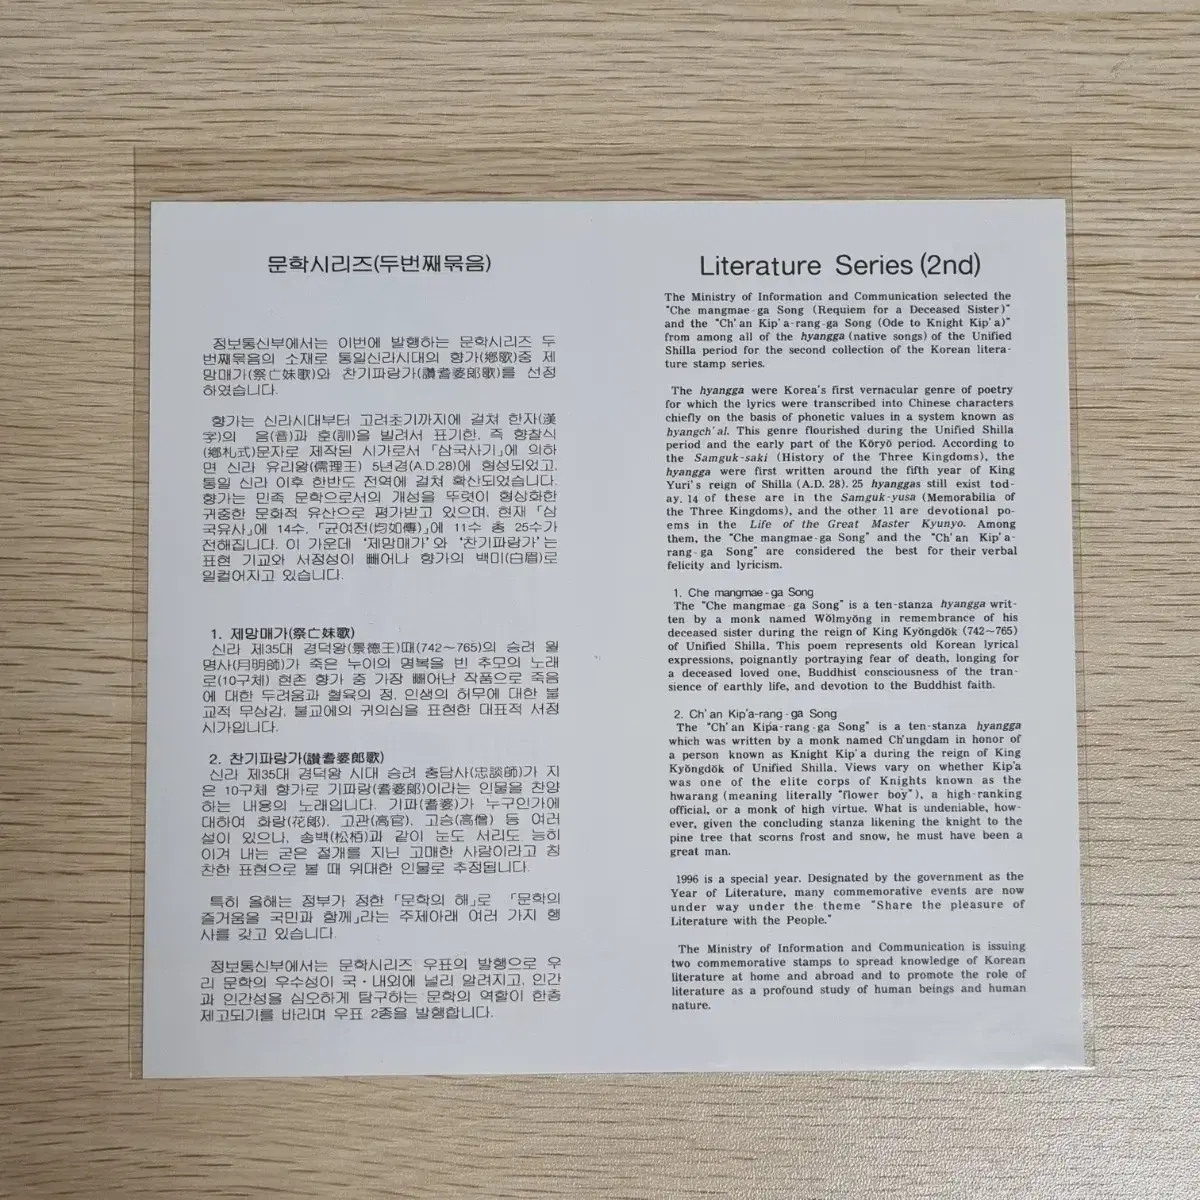 문학시리즈(두번째묶음)
정보통신부에서는 이번에 발행하는 문학시리즈 두
번째묶음의 소재로 통일신라시대의 향가(鄕歌)중 제
망매가(祭亡妹歌)와 찬기파랑가(讚耆婆郞歌)를 선정
하였습니다.
향가는 신라시대부터 고려초기까지에 걸쳐 한자(漢
字)의 음(音)과 훈(訓)을 빌려서 표기한, 즉 향찰식
(鄕札式)문자로 제작된 시가로서 「삼국사기」에 의하
면 신라 유리왕(儒理王) 5년경(A.D.28)에 형성되었고,
통일 신라 이후 한반도 전역에 걸쳐 확산되었습니다.
향가는 민족 문학으로서의 개성을 뚜렷이 형상화한
귀중한 문화적 유산으로 평가받고 있으며, 현재 「삼
국유사」에 14수, 「균여전(均如傳)」에 11수 총 25수가
전해집니다. 이 가운데 '제망매가'와 '찬기파랑가'는
표현 기교와 서정성이 빼어나 향가의 백미(白眉)로
일컬어지고 있습니다.
1. 제망매가(祭亡妹歌)
신라 제35대 경덕왕(景德王)때(742~765)의 승려 월
명사(月明師)가 죽은 누이의 명복을 빈 추모의 노래
로(10구체) 현존 향가 중 가장 빼어난 작품으로 죽음
에 대한 두려움과 혈육의 정, 인생의 허무에 대한 불
교적 무상감, 불교에의 귀의심을 표현한 대표적 서정
시가입니다.
2. 찬기파랑가(讚耆婆郞歌)
신라 제35대 경덕왕 시대 승려 충담사(忠談師)가 지
은 10구체 향가로 기파랑(耆婆郞)이라는 인물을 찬양
하는 내용의 노래입니다. 기파(耆婆)가 누구인가에
대하여 화랑(花郞), 고관(高官), 고승(高僧) 등 여러
설이 있으나, 송백(松栢)과 같이 눈도 서리도 능히
이겨 내는 굳은 절개를 지닌 고매한 사람이라고 칭
찬한 표현으로 볼 때 위대한 인물로 추정됩니다.
특히 올해는 정부가 정한 「문학의 해」로 「문학의
즐거움을 국민과 함께」라는 주제아래 여러 가지 행
사를 갖고 있습니다.
정보통신부에서는 문학시리즈 우표의 발행으로 우
리 문학의 우수성이 국·내외에 널리 알려지고, 인간
과 인간성을 심오하게 탐구하는 문학의 역할이 한층
제고되기를 바라며 우표 2종을 발행합니다.
Literature Series (2nd)
The Ministry of Information and Communication selected the
"Che mangmae-ga Song (Requiem for a Deceased Sister)"
and the "Ch'an Kip'a-rang-ga Song (Ode to Knight Kip'a)"
from among all of the hyangga (native songs) of the Unified
Shilla period for the second collection of the Korean litera-
ture stamp series.
The hyangga were Korea's first vernacular genre of poetry
for which the lyrics were transcribed into Chinese characters
chiefly on the basis of phonetic values in a system known as
hyangch'al. This genre flourished during the Unified Shilla
period and the early part of the Kŏryŏ period. According to
the Samguk-saki (History of the Three Kingdoms), the
hyangga were first written around the fifth year of King
Yuri's reign of Shilla (A.D. 28). 25 hyanggas still exist tod-
ay. 14 of these are in the Samguk-yusa (Memorabilia of
the Three Kingdoms), and the other 11 are devotional po-
ems in the Life of the Great Master Kyunyo. Among
them, the "Che mangmae-ga Song" and the "Ch'an Kip'a-
rang-ga Song" are considered the best for their verbal
felicity and lyricism.
1. Che mangmae-ga Song
The "Che mangmae-ga Song" is a ten-stanza hyangga writ-
ten by a monk named Wŏlmyŏng in remembrance of his
deceased sister during the reign of King Kyŏngdŏk (742~765)
of Unified Shilla. This poem represents old Korean lyrical
expressions, poignantly portraying fear of death, longing for
a deceased loved one, Buddhist consciousness of the tran-
sience of earthly life, and devotion to the Buddhist faith.
2. Ch'an Kip'a-rang-ga Song
The "Ch'an Kip'a-rang-ga Song" is a ten-stanza hyangga
which was written by a monk named Ch'ungdam in honor of
a person known as Knight Kip'a during the reign of King
Kyŏngdŏk of Unified Shilla. Views vary on whether Kip'a
was one of the elite corps of Knights known as the
hwarang (meaning literally "flower boy"), a high-ranking
official, or a monk of high virtue. What is undeniable, how-
ever, given the concluding stanza likening the knight to the
pine tree that scorns frost and snow, he must have been a
great man.
1996 is a special year. Designated by the government as the
Year of Literature, many commemorative events are now
under way under the theme "Share the pleasure of
Literature with the People."
The Ministry of Information and Communication is issuing
two commemorative stamps to spread knowledge of Korean
literature at home and abroad and to promote the role of
literature as a profound study of human beings and human
nature.